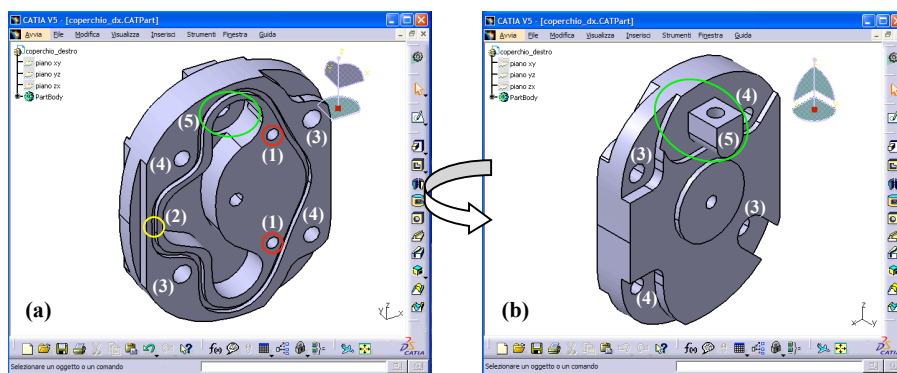 CATIA V5 - [coperchio_dx.CATPart]
Avvia File Modifica Visualizza Inserisci Strumenti Finestra Guida
coperchio_destro
piano xy
piano yz
piano zx
PartBody
(5)
(1)
(3)
(4)
(2)
(1)
(4)
(3)
(a)
z
y x
f(x)
CATIA
Selezionare un oggetto o un comando
CATIA V5 - [coperchio_dx.CATPart]
Avvia File Modifica Visualizza Inserisci Strumenti Finestra Guida
coperchio_destro
piano xy
piano yz
piano zx
PartBody
(4)
(5)
(3)
(3)
(4)
(b)
z
x y
f(x)
CATIA
Selezionare un oggetto o un comando